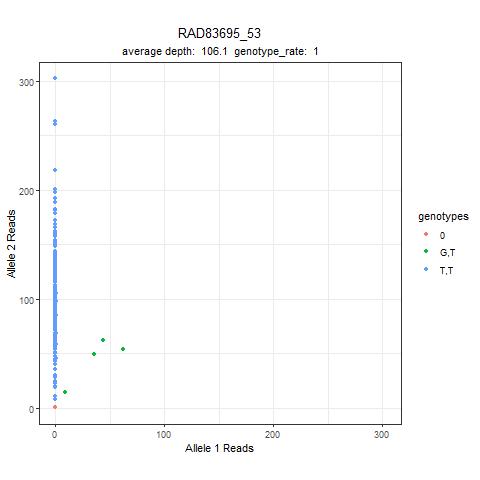 RAD83695_53
average depth:  106.1  genotype_rate:  1
300
200
100
0
Allele 2 Reads
0 100 200 300
Allele 1 Reads
genotypes
0
G,T
T,T